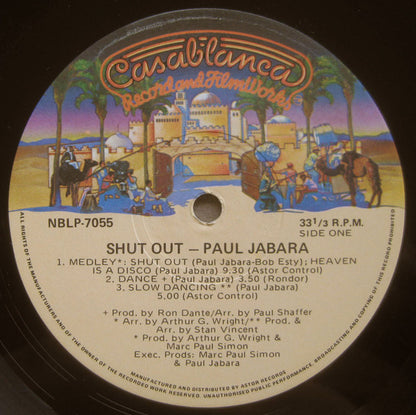 Casablanca
Record and FilmWorks
NBLP-7055
33 1/3 R.P.M.
SIDE ONE
SHUT OUT – PAUL JABARA
1. MEDLEY*: SHUT OUT (Paul Jabara-Bob Esty); HEAVEN
IS A DISCO (Paul Jabara) 9.30 (Astor Control)
2. DANCE + (Paul Jabara) 3.50 (Rondor)
3. SLOW DANCING ** (Paul Jabara)
5.00 (Astor Control)
+ Prod. by Ron Dante/Arr. by Paul Shaffer
* Arr. by Arthur G. Wright/** Prod. &
Arr. by Stan Vincent
* Prod. by Arthur G. Wright &
Marc Paul Simon
Exec. Prods: Marc Paul Simon
& Paul Jabara
MANUFACTURED AND DISTRIBUTED BY ASTOR RECORDS
ALL RIGHTS OF THE MANUFACTURER AND OF THE OWNER OF THE RECORDED WORK RESERVED. UNAUTHORISED PUBLIC PERFORMANCE, BROADCASTING AND COPYING OF THIS RECORD PROHIBITED